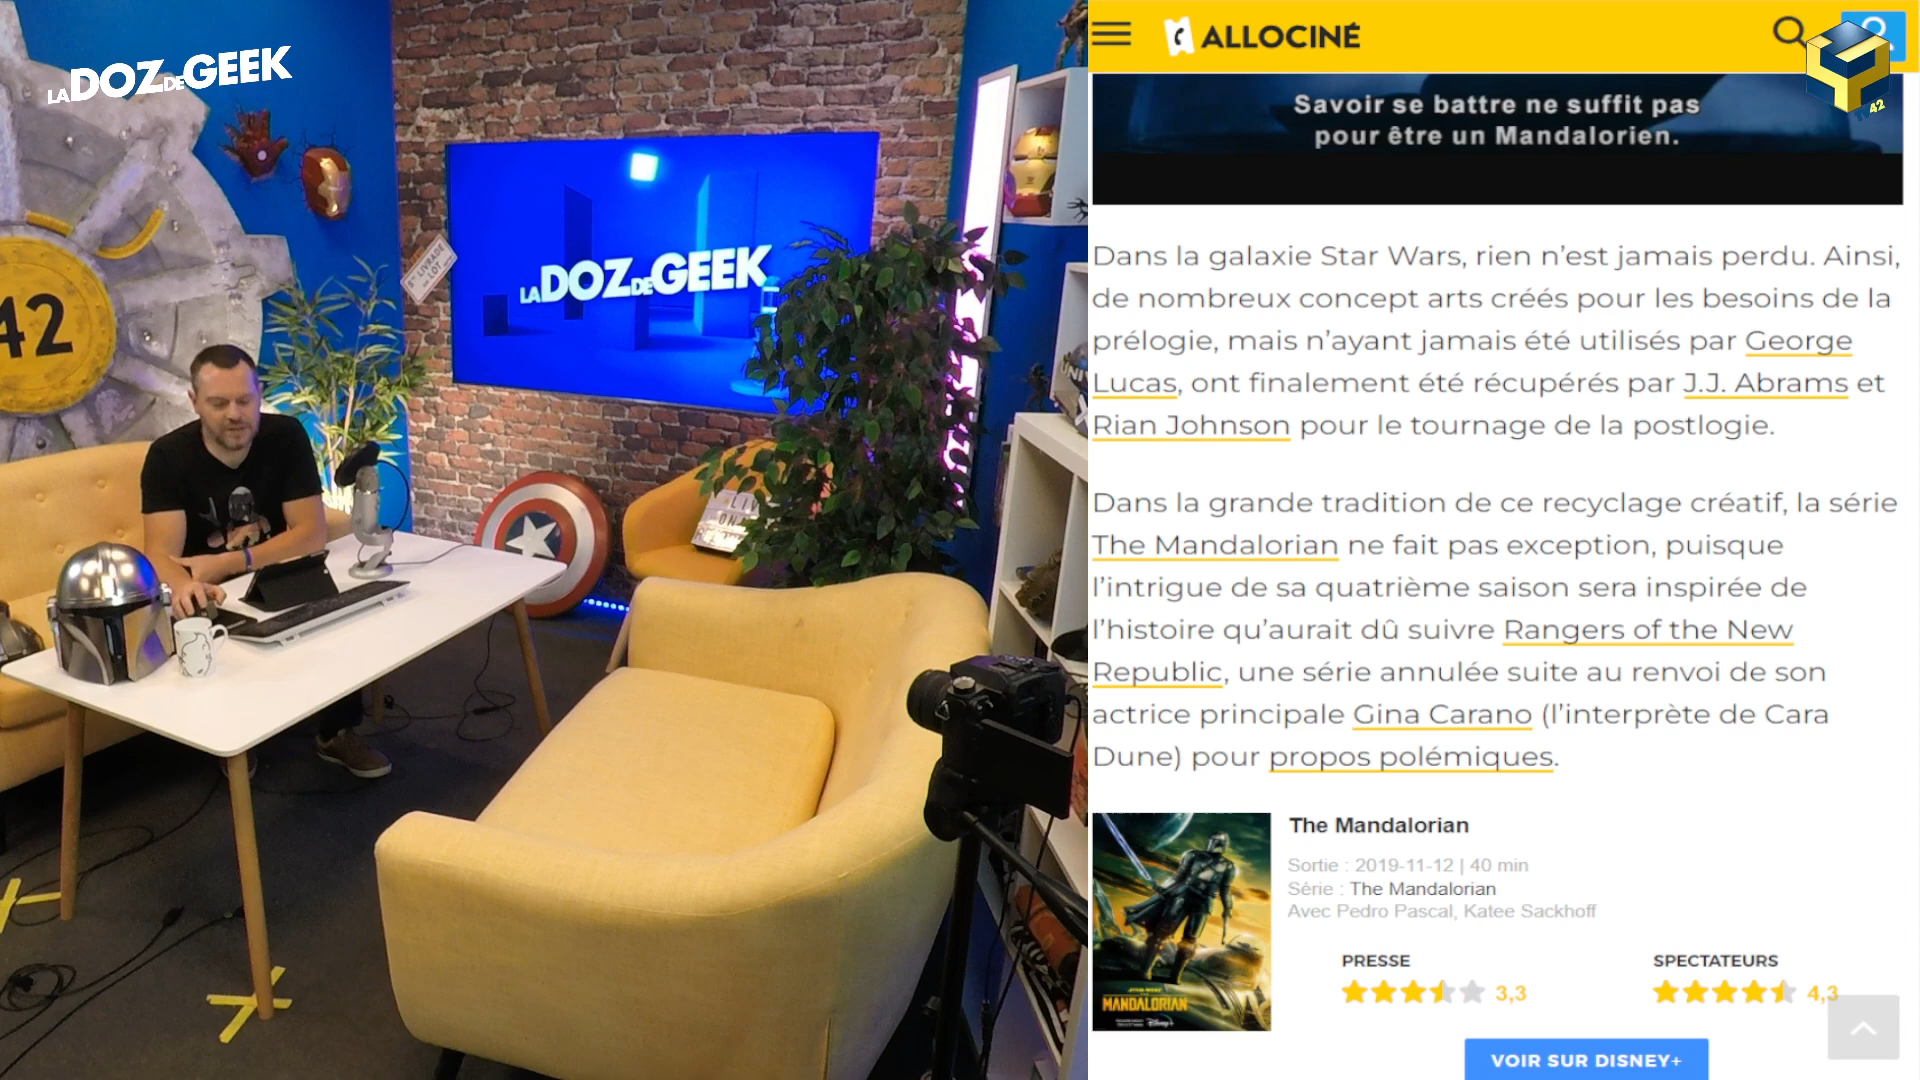 LA DOZ DE GEEK
42
LIVRAISE
LA DOZ DE GEEK
LIV
ON
UNIV
ALLOCINÉ
42
Savoir se battre ne suffit pas
pour être un Mandalorien.
Dans la galaxie Star Wars, rien n’est jamais perdu. Ainsi,
de nombreux concept arts créés pour les besoins de la
prélogie, mais n’ayant jamais été utilisés par George
Lucas, ont finalement été récupérés par J.J. Abrams et
Rian Johnson pour le tournage de la postlogie.
Dans la grande tradition de ce recyclage créatif, la série
The Mandalorian ne fait pas exception, puisque
l’intrigue de sa quatrième saison sera inspirée de
l’histoire qu’aurait dû suivre Rangers of the New
Republic, une série annulée suite au renvoi de son
actrice principale Gina Carano (l’interprète de Cara
Dune) pour propos polémiques.
The Mandalorian
Sortie : 2019-11-12 | 40 min
Série : The Mandalorian
Avec Pedro Pascal, Katee Sackhoff
PRESSE
3,3
SPECTATEURS
4,3
STAR WARS
MANDALORIAN
Disney+
VOIR SUR DISNEY+